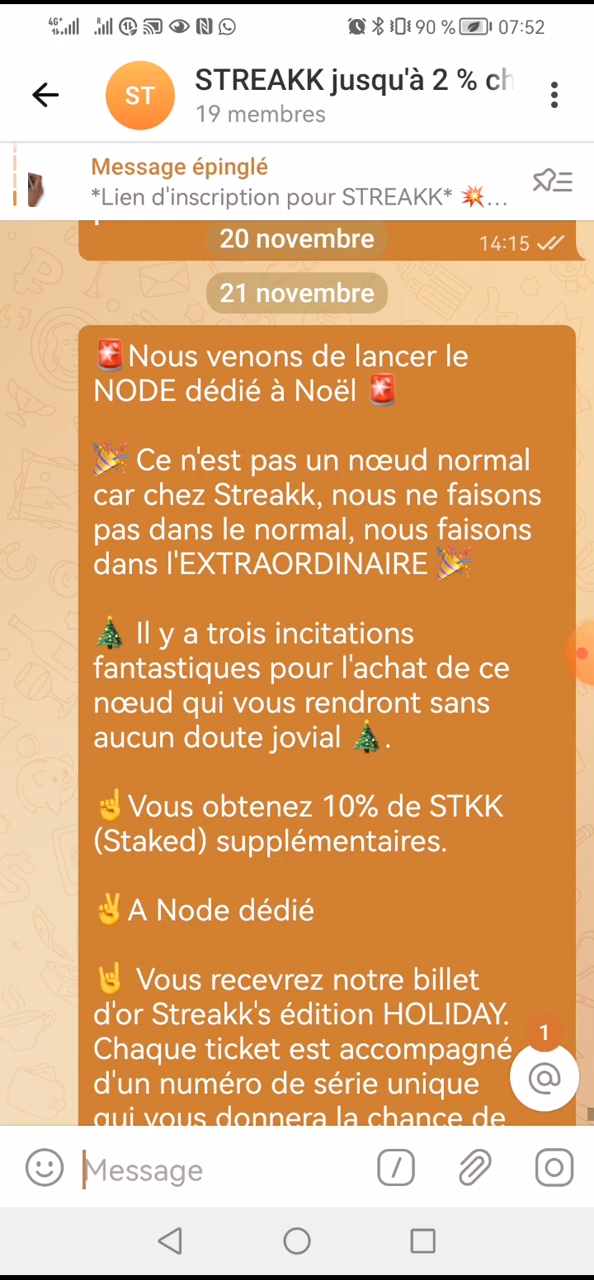 4G+ R 90 % 07:52
ST
STREAKK jusqu'à 2 % ch
19 membres
Message épinglé
*Lien d'inscription pour STREAKK* 💥...
20 novembre
14:15
21 novembre
🚨Nous venons de lancer le
NODE dédié à Noël 🚨
🎉 Ce n'est pas un nœud normal
car chez Streakk, nous ne faisons
pas dans le normal, nous faisons
dans l'EXTRAORDINAIRE 🎉
🎄 Il y a trois incitations
fantastiques pour l'achat de ce
nœud qui vous rendront sans
aucun doute jovial 🎄.
☝️Vous obtenez 10% de STKK
(Staked) supplémentaires.
✌️A Node dédié
🤘 Vous recevrez notre billet
d'or Streakk's édition HOLIDAY.
Chaque ticket est accompagné
d'un numéro de série unique
qui vous donnera la chance de
1
@
Message